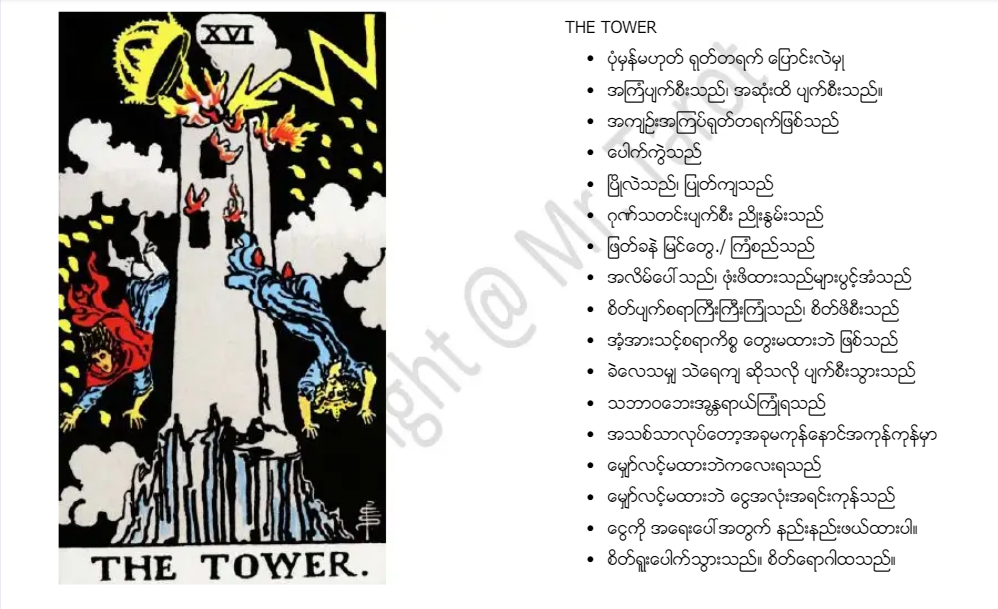 XVI
THE TOWER.
THE TOWER
• ပုံမှန်မဟုတ် ရုတ်တရက် ပြောင်းလဲမှု
• အကြံပျက်စီးသည်၊ အဆုံးထိ ပျက်စီးသည်။
• အကျဉ်းအကြပ်ရုတ်တရက်ဖြစ်သည်
• ပေါက်ကွဲသည်
• ပြိုလဲသည်၊ ပြုတ်ကျသည်
• ဂုဏ်သတင်းပျက်စီး ညှိုးနွမ်းသည်
• ဖြတ်ခနဲ မြင်တွေ့./ ကြံစည်သည်
• အလိမ်ပေါ်သည်၊ ဖုံးဖိထားသည်များပွင့်အံသည်
• စိတ်ပျက်စရာကြီးကြီးကြုံသည်၊ စိတ်ဖိစီးသည်
• အံ့အားသင့်စရာကိစ္စ တွေးမထားဘဲ ဖြစ်သည်
• ခဲလေသမျှ သဲရေကျ ဆိုသလို ပျက်စီးသွားသည်
• သဘာဝဘေးအန္တရာယ်ကြုံရသည်
• အသစ်သာလုပ်တော့အခုမကုန်နောင်အကုန်ကုန်မှာ
• မျှော်လင့်မထားဘဲကလေးရသည်
• မျှော်လင့်မထားဘဲ ငွေအလုံးအရင်းကုန်သည်
• ငွေကို အရေးပေါ်အတွက် နည်းနည်းဖယ်ထားပါ။
• စိတ်ရူးပေါက်သွားသည်။ စိတ်ရောဂါထသည်။
ight @ Mr Tarot